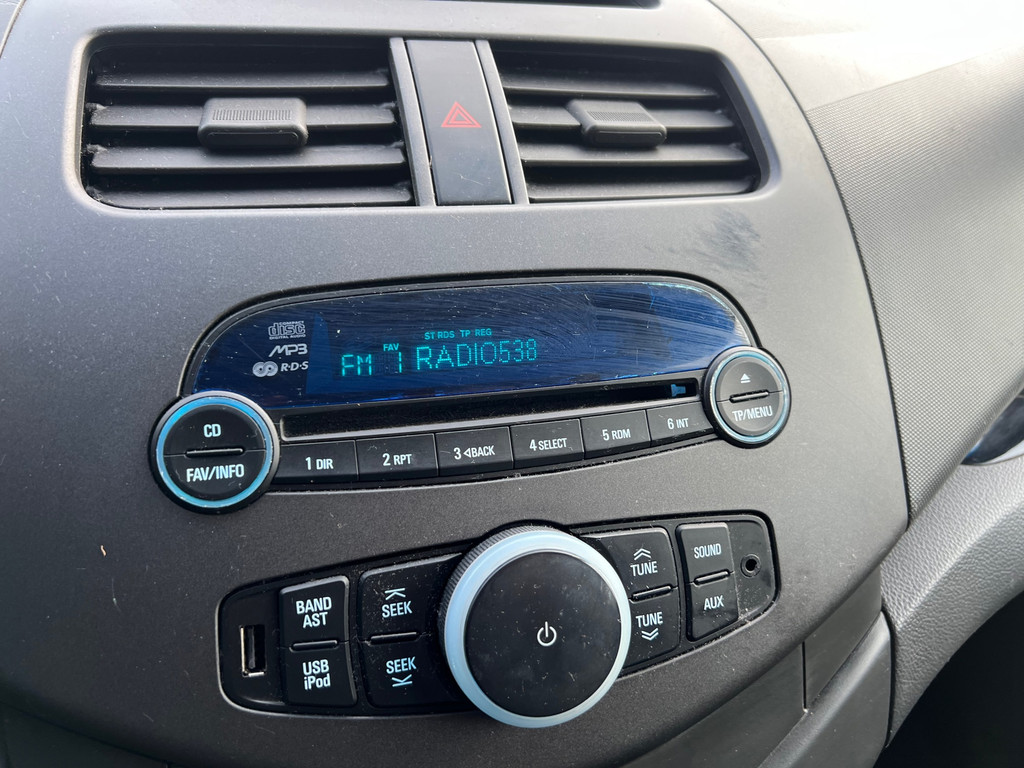 COMPACT
disc
DIGITAL AUDIO
MP3
R·D·S
ST RDS TP REG
FAV
FM 1 RADIO538
CD
FAV/INFO
1 DIR
2 RPT
3 ◁BACK
4 SELECT
5 RDM
6 INT
TP/MENU
BAND
AST
USB
iPod
SEEK
SEEK
TUNE
TUNE
SOUND
AUX